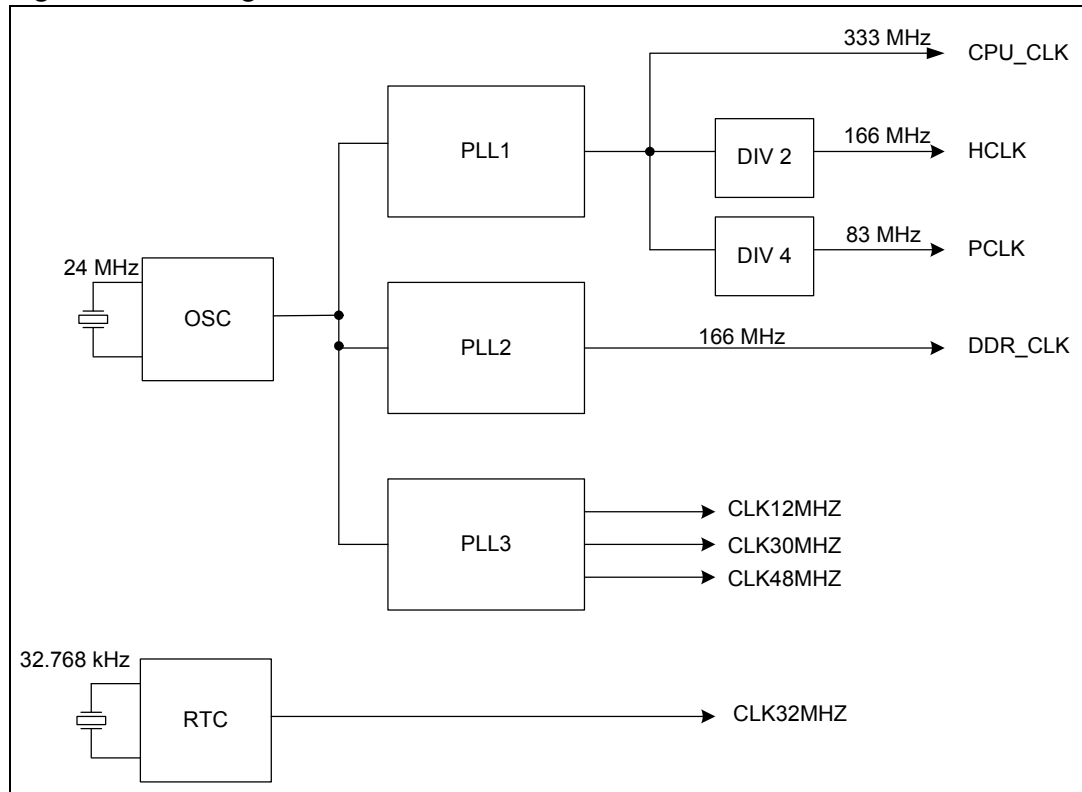 333 MHz
CPU_CLK
PLL1
DIV 2
166 MHz
HCLK
DIV 4
83 MHz
PCLK
24 MHz
OSC
PLL2
166 MHz
DDR_CLK
PLL3
CLK12MHZ
CLK30MHZ
CLK48MHZ
32.768 kHz
RTC
CLK32MHZ